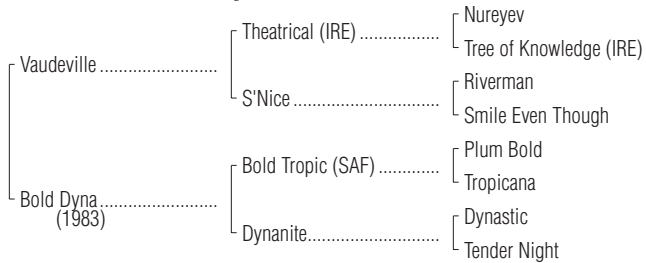 Nureyev
Theatrical (IRE) ..................
Tree of Knowledge (IRE)
Vaudeville ..........................
Riverman
S'Nice .................................
Smile Even Though
Plum Bold
Bold Tropic (SAF) ..............
Tropicana
Bold Dyna ..........................
(1983)
Dynastic
Dynanite..............................
Tender Night